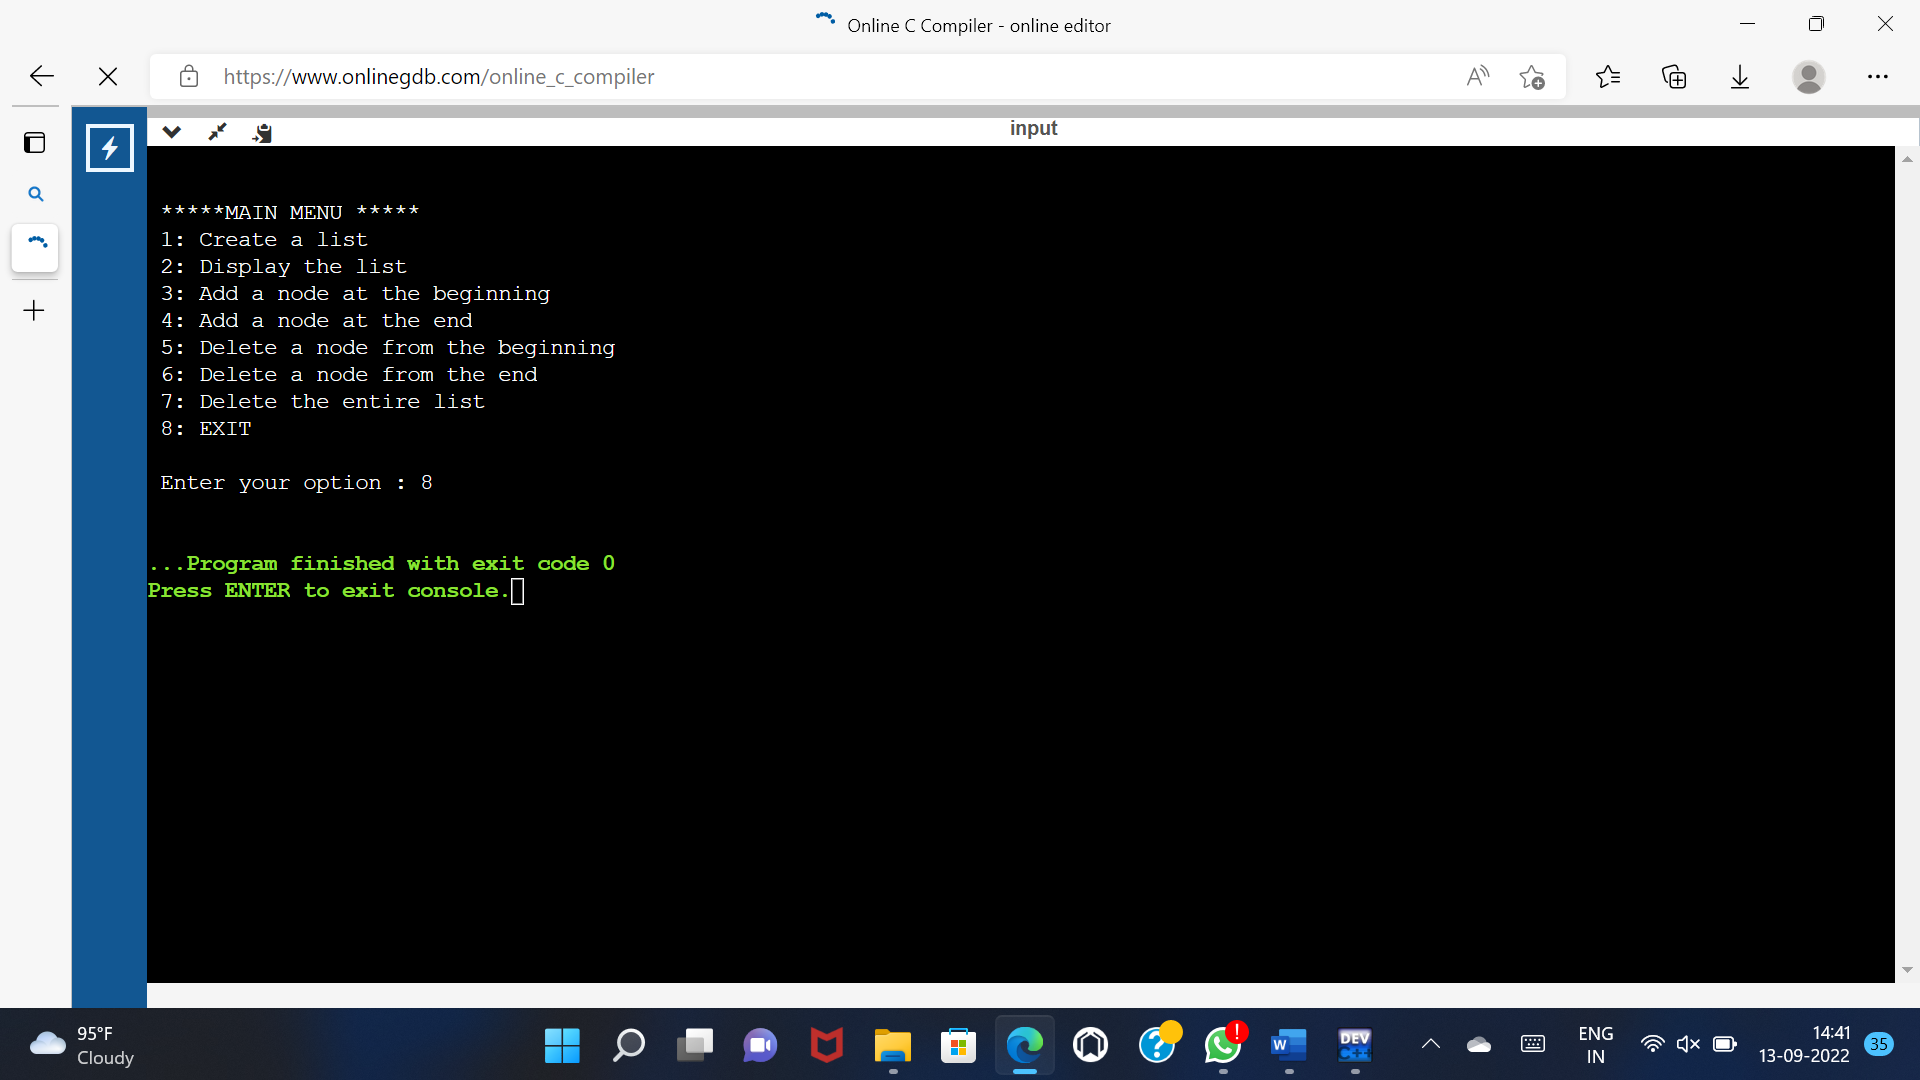 Online C Compiler - online editor
https://www.onlinegdb.com/online_c_compiler
input
*****MAIN MENU *****
1: Create a list
2: Display the list
3: Add a node at the beginning
4: Add a node at the end
5: Delete a node from the beginning
6: Delete a node from the end
7: Delete the entire list
8: EXIT
Enter your option : 8
...Program finished with exit code 0
Press ENTER to exit console.
95°F
Cloudy
W
DEV
C++
ENG
IN
14:41
13-09-2022
35